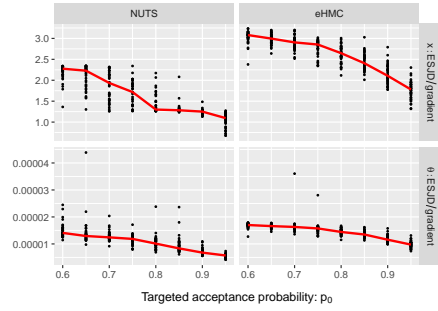 NUTS
eHMC
3.0
2.5
2.0
1.5
1.0
x : ESJD/gradient
0.00004
0.00003
0.00002
0.00001
θ : ESJD/gradient
0.6 0.7 0.8 0.9 0.6 0.7 0.8 0.9
Targeted acceptance probability: p0